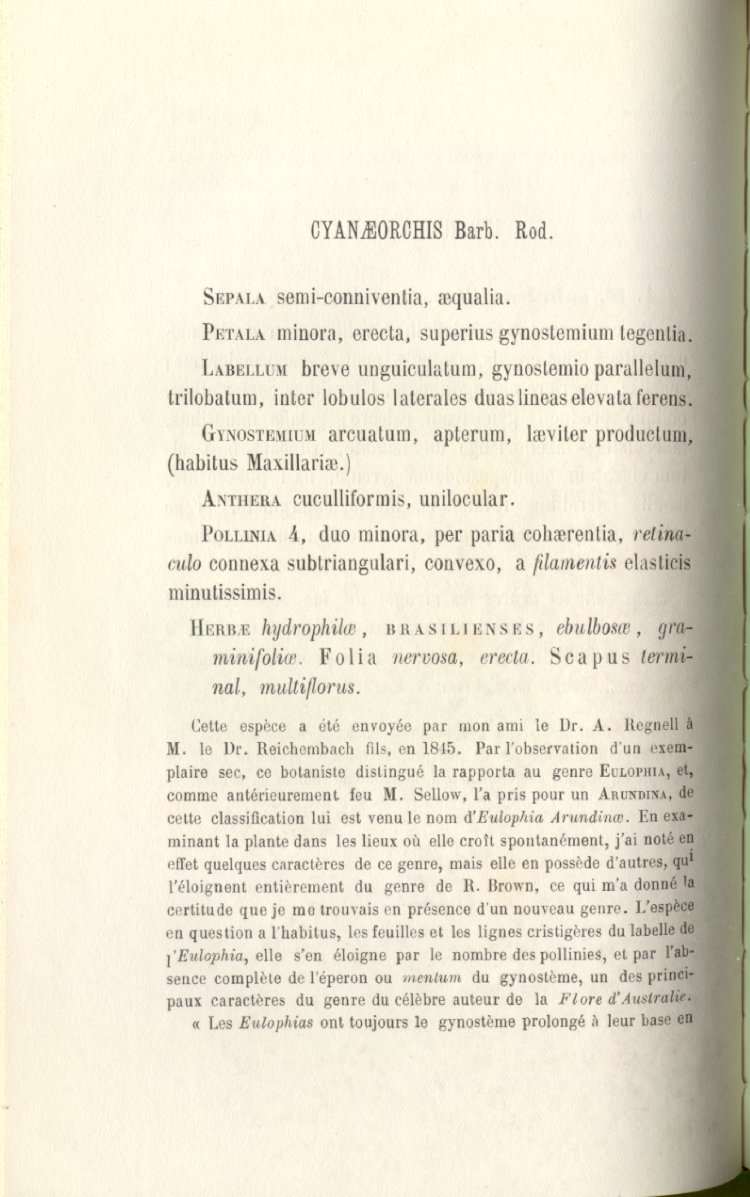 CYANÆORCHIS Barb. Rod.
SEPALA semi-conniventia, æqualia.
PETALA minora, erecta, superius gynostemium tegentia.
LABELLUM breve unguiculatum, gynostemio parallelum,
trilobatum, inter lobulos laterales duas lineas elevata ferens.
GYNOSTEMIUM arcuatum, apterum, læviter productum,
(habitus Maxillariæ.)
ANTHERA cuculliformis, unilocular.
POLLINIA 4, duo minora, per paria cohærentia, retina-
culo connexa subtriangulari, convexo, a filamentis elasticis
minutissimis.
HERBÆ hydrophilæ, BRASILIENSES, ebulbosæ, gra-
minifoliæ. Folia nervosa, erecta. Scapus termi-
nal, multiflorus.
Cette espèce a été envoyée par mon ami le Dr. A. Regnell à
M. le Dr. Reichembach fils, en 1845. Par l'observation d'un exem-
plaire sec, ce botaniste distingué la rapporta au genre EULOPHIA, et,
comme antérieurement feu M. Sellow, l'a pris pour un ARUNDINA, de
cette classification lui est venu le nom d'Eulophia Arundinæ. En exa-
minant la plante dans les lieux où elle croît spontanément, j'ai noté en
effet quelques caractères de ce genre, mais elle en possède d'autres, qui
l'éloignent entièrement du genre de R. Brown, ce qui m'a donné la
certitude que je me trouvais en présence d'un nouveau genre. L'espèce
en question a l'habitus, les feuilles et les lignes cristigères du labelle de
l'Eulophia, elle s'en éloigne par le nombre des pollinies, et par l'ab-
sence complète de l'éperon ou mentum du gynostème, un des princi-
paux caractères du genre du célèbre auteur de la Flore d'Australie.
« Les Eulophias ont toujours le gynostème prolongé à leur base en